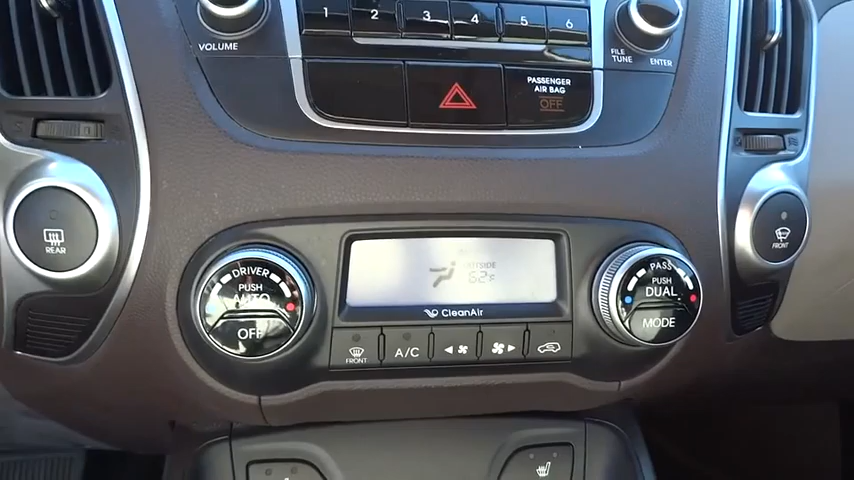 1 2 3 4 5 6
VOLUME
FILE
TUNE
ENTER
PASSENGER
AIR BAG
OFF
REAR
FRONT
OUTSIDE
62°F
DRIVER
PUSH
AUTO
OFF
PASS
PUSH
DUAL
MODE
CleanAir
FRONT
A/C